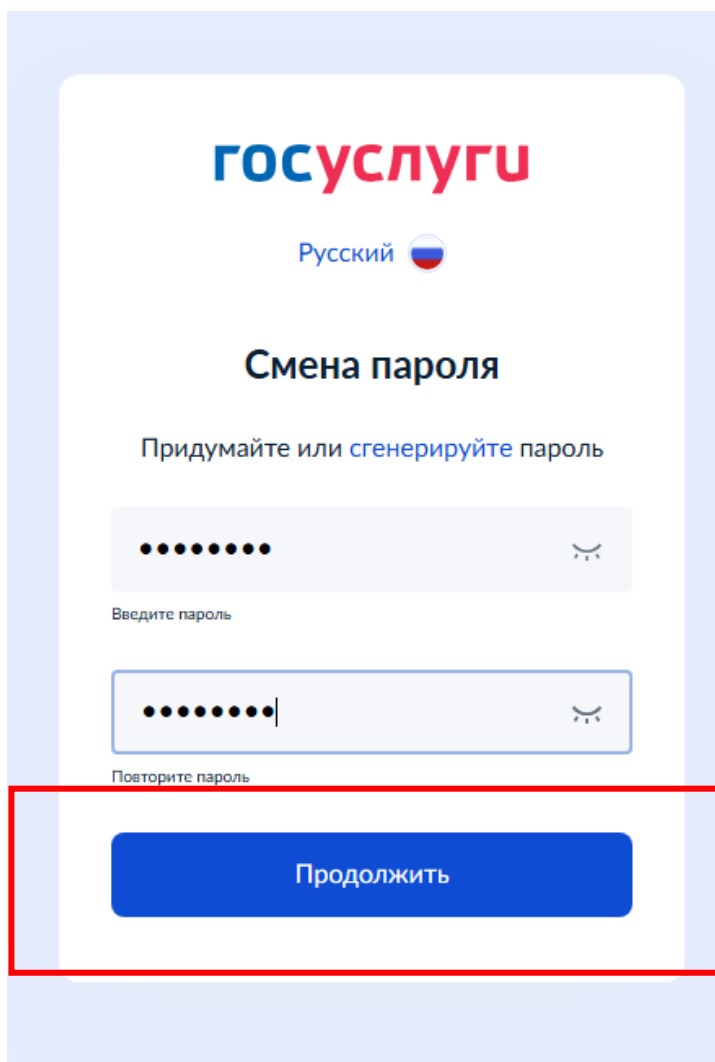 госуслуги
Русский
Смена пароля
Придумайте или сгенерируйте пароль
••••••••
Введите пароль
••••••••
Повторите пароль
Продолжить